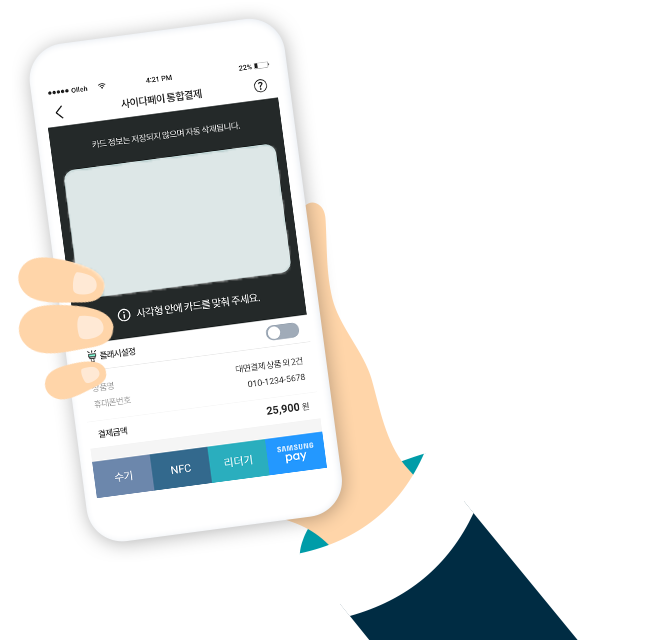 ●●●●● Olleh 4:21 PM 22%
사이다페이 통합결제 ?
카드 정보는 저장되지 않으며 자동 삭제됩니다.
사각형 안에 카드를 맞춰 주세요.
플래시설정
상품명 대면결제 상품 외 2건
휴대폰번호 010-1234-5678
결제금액 25,900 원
수기 NFC 리더기 SAMSUNG pay